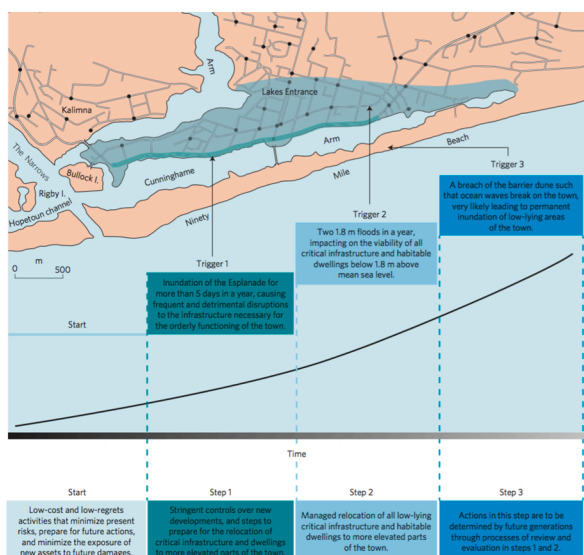 Arm
Lakes Entrance
Kalimna
The Narrows
Bullock I.
Rigby I.
Hopetoun channel
Cunninghame
Arm
Beach
Mile
Ninety
m
0 500
Trigger 1
Inundation of the Esplanade for
more than 5 days in a year, causing
frequent and detrimental disruptions
to the infrastructure necessary for
the orderly functioning of the town.
Trigger 2
Two 1.8 m floods in a year,
impacting on the viability of all
critical infrastructure and habitable
dwellings below 1.8 m above
mean sea level.
Trigger 3
A breach of the barrier dune such
that ocean waves break on the town,
very likely leading to permanent
inundation of low-lying areas
of the town.
Start
Time
Start
Low-cost and low-regrets
activities that minimize present
risks, prepare for future actions,
and minimize the exposure of
new assets to future damages.
Step 1
Stringent controls over new
developments, and steps to
prepare for the relocation of
critical infrastructure and dwellings
to more elevated parts of the town.
Step 2
Managed relocation of all low-lying
critical infrastructure and habitable
dwellings to more elevated parts
of the town.
Step 3
Actions in this step are to be
determined by future generations
through processes of review and
evaluation in steps 1 and 2.